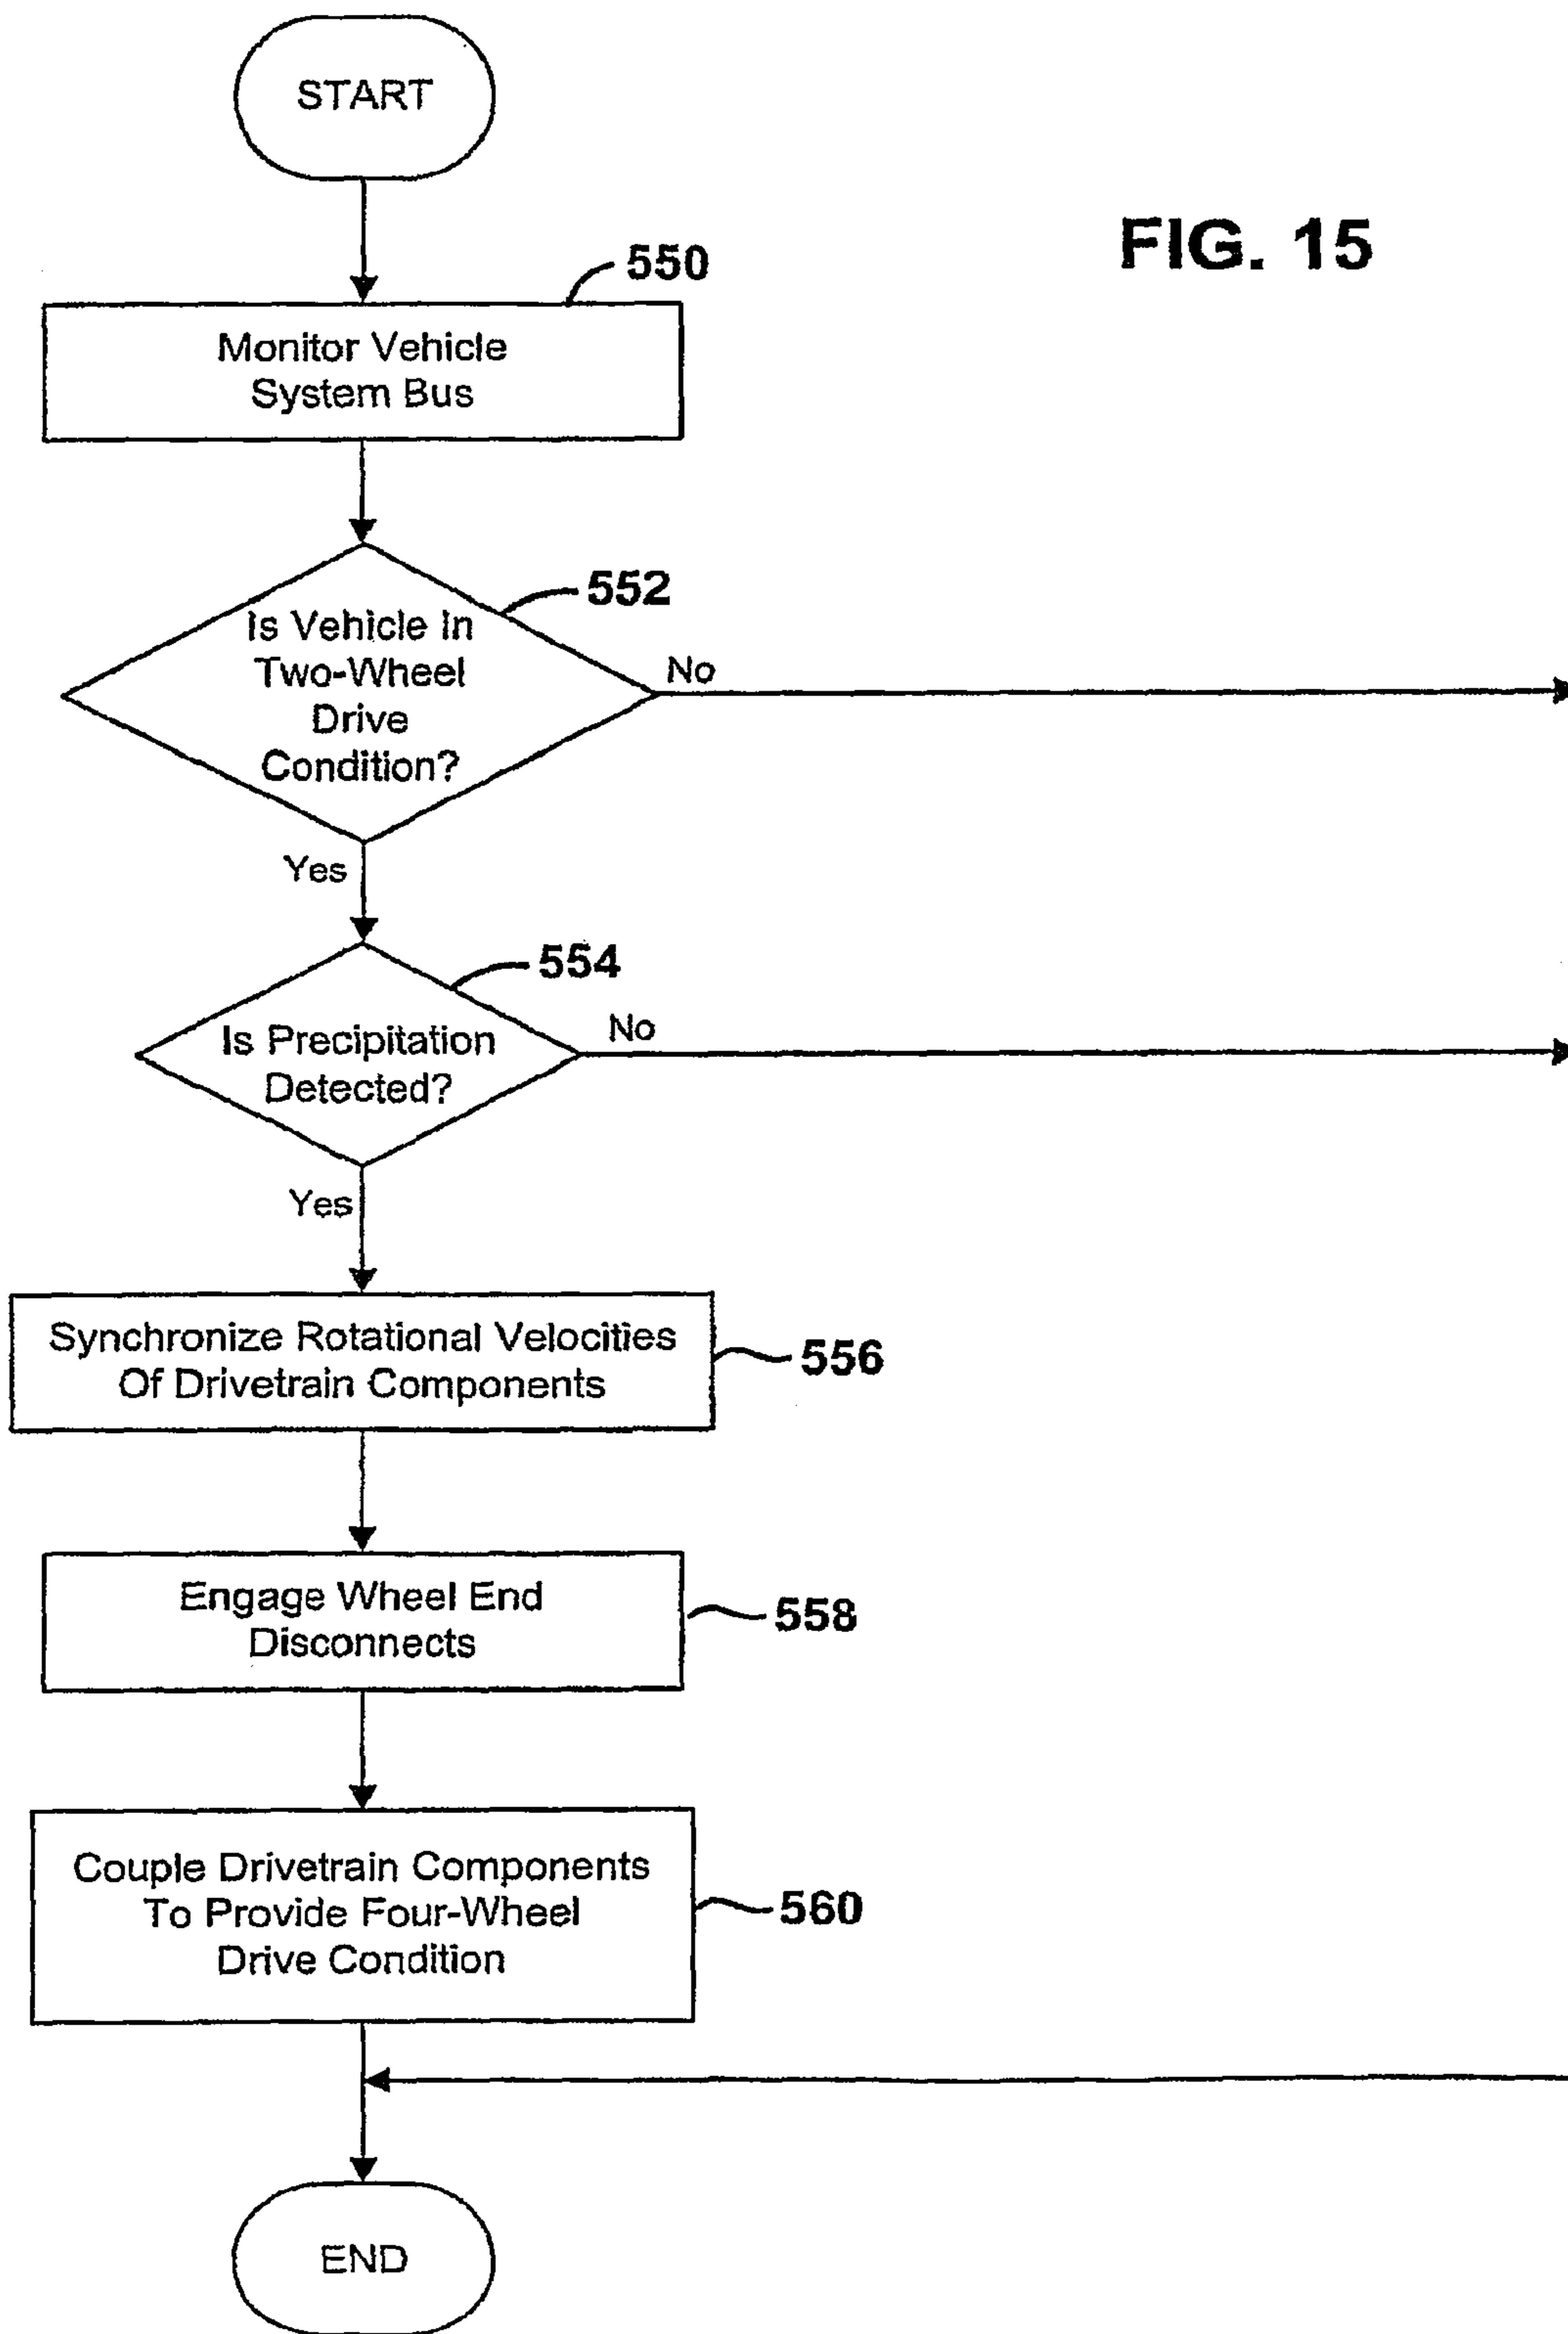 START
FIG. 15
550
Monitor Vehicle
System Bus
552
Is Vehicle In
Two-Wheel
Drive
Condition?
No
Yes
554
Is Precipitation
Detected?
No
Yes
Synchronize Rotational Velocities
Of Drivetrain Components
556
Engage Wheel End
Disconnects
558
Couple Drivetrain Components
To Provide Four-Wheel
Drive Condition
560
END